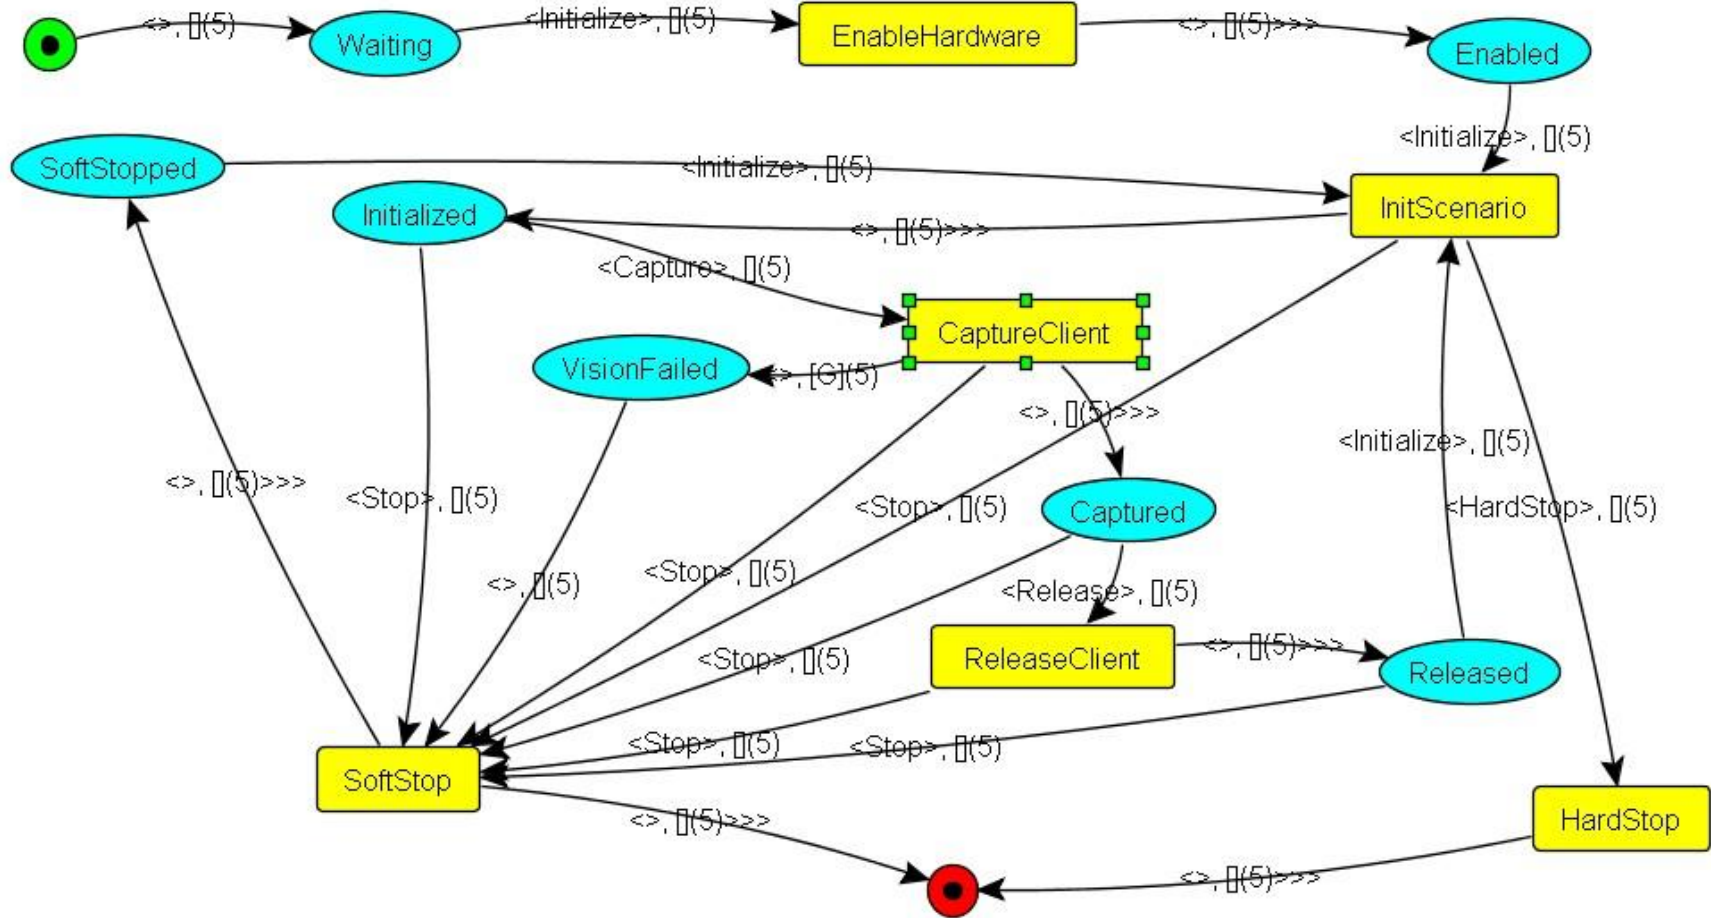 <>, [](5)
Waiting
<Initialize>, [](5)
EnableHardware
<>, [](5)>>>
Enabled
<Initialize>, [](5)
SoftStopped
<Initialize>, [](5)
InitScenario
Initialized
<>, [](5)>>>
<Capture>, [](5)
CaptureClient
VisionFailed
<>, [G](5)
<>, [](5)>>>
<Initialize>, [](5)
<>, [](5)>>>
<Stop>, [](5)
<Stop>, [](5)
Captured
<HardStop>, [](5)
<>, [](5)
<Stop>, [](5)
<Release>, [](5)
<Stop>, [](5)
ReleaseClient
<>, [](5)>>>
Released
<Stop>, [](5)
<Stop>, [](5)
SoftStop
<>, [](5)>>>
HardStop
<>, [](5)>>>